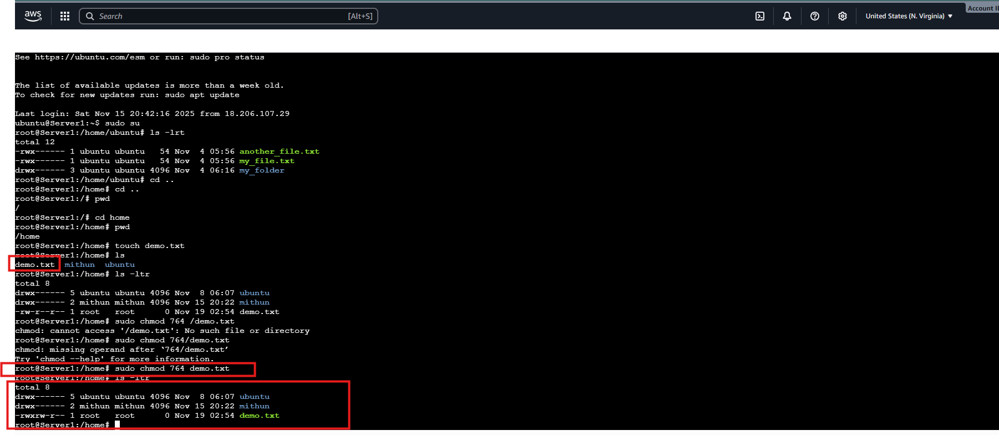 aws
Search [Alt+S]
United States (N. Virginia)
Account
See https://ubuntu.com/esm or run: sudo pro status
The list of available updates is more than a week old.
To check for new updates run: sudo apt update
Last login: Sat Nov 15 20:42:16 2025 from 18.206.107.29
ubuntu@Server1:~$ sudo su
root@Server1:/home/ubuntu# ls -lrt
total 12
-rwx------ 1 ubuntu ubuntu   54 Nov  4 05:56 another_file.txt
-rwx------ 1 ubuntu ubuntu   54 Nov  4 05:56 my_file.txt
drwx------ 3 ubuntu ubuntu 4096 Nov  4 06:16 my_folder
root@Server1:/home/ubuntu# cd ..
root@Server1:/home# cd ..
root@Server1:/# pwd
/
root@Server1:/# cd home
root@Server1:/home# pwd
/home
root@Server1:/home# touch demo.txt
root@Server1:/home# ls
demo.txt  mithun  ubuntu
root@Server1:/home# ls -ltr
total 8
drwx------ 5 ubuntu ubuntu 4096 Nov  8 06:07 ubuntu
drwx------ 2 mithun mithun 4096 Nov 15 20:22 mithun
-rw-r--r-- 1 root   root      0 Nov 19 02:54 demo.txt
root@Server1:/home# sudo chmod 764 /demo.txt
chmod: cannot access '/demo.txt': No such file or directory
root@Server1:/home# sudo chmod 764/demo.txt
chmod: missing operand after ‘764/demo.txt’
Try 'chmod --help' for more information.
root@Server1:/home# sudo chmod 764 demo.txt
root@Server1:/home# ls -ltr
total 8
drwx------ 5 ubuntu ubuntu 4096 Nov  8 06:07 ubuntu
drwx------ 2 mithun mithun 4096 Nov 15 20:22 mithun
-rwxrw-r-- 1 root   root      0 Nov 19 02:54 demo.txt
root@Server1:/home#